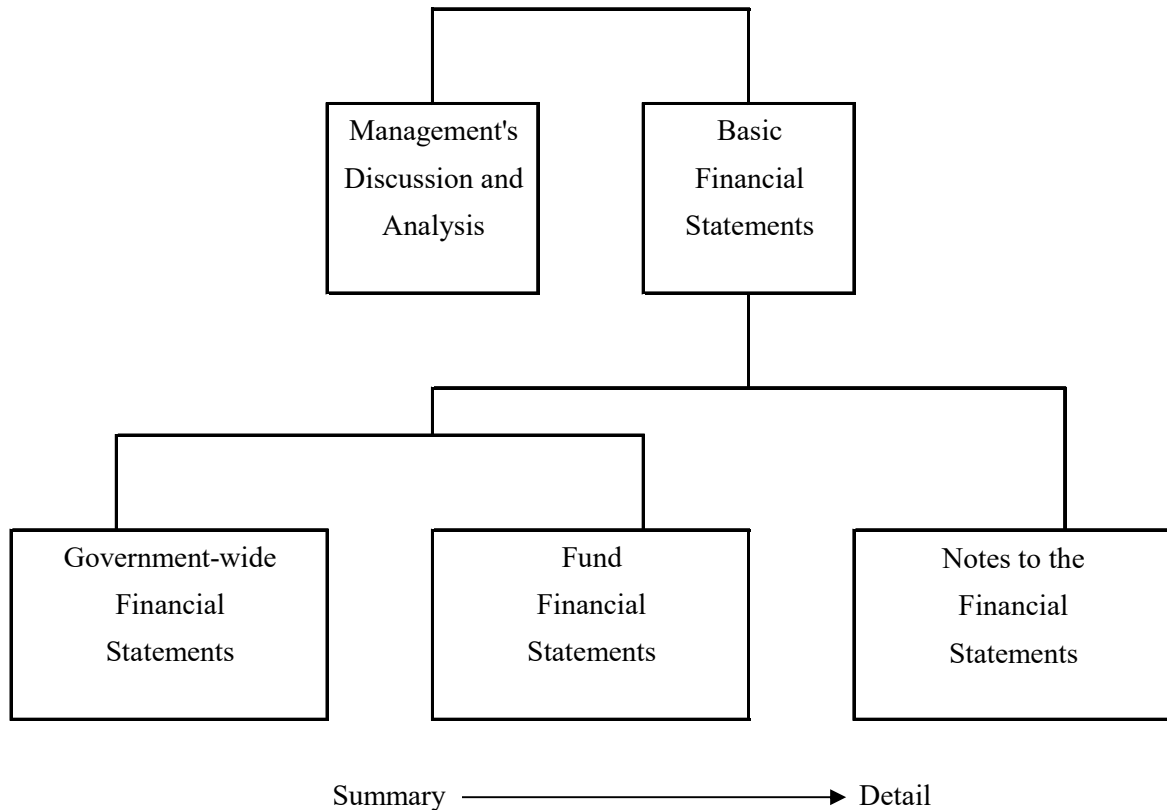 Management's
Discussion and
Analysis
Basic
Financial
Statements
Government-wide
Financial
Statements
Fund
Financial
Statements
Notes to the
Financial
Statements
Summary
Detail